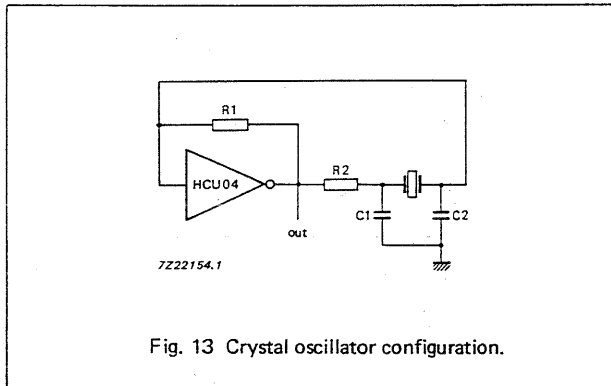 R1
HCU04
R2
C1
C2
out
7Z22154.1
Fig. 13 Crystal oscillator configuration.